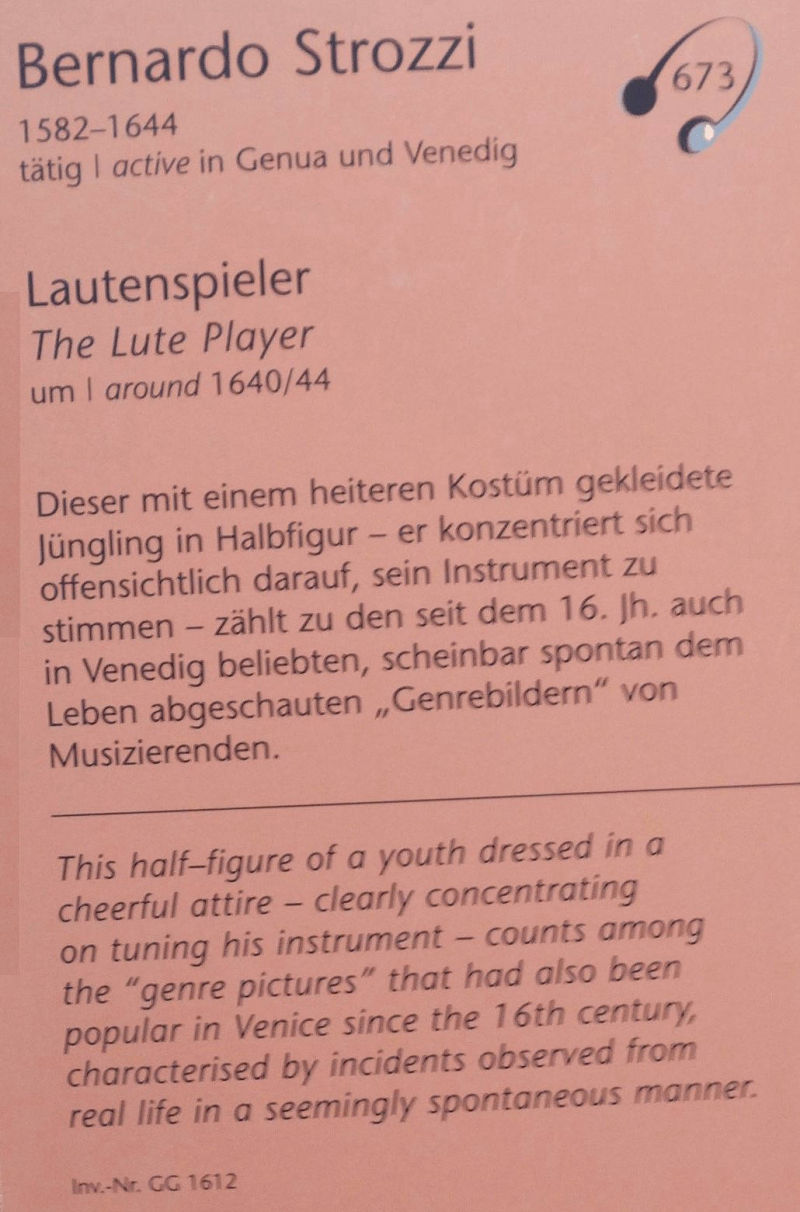 Bernardo Strozzi
673
1582–1644
tätig | active in Genua und Venedig
Lautenspieler
The Lute Player
um | around 1640/44
Dieser mit einem heiteren Kostüm gekleidete
Jüngling in Halbfigur – er konzentriert sich
offensichtlich darauf, sein Instrument zu
stimmen – zählt zu den seit dem 16. Jh. auch
in Venedig beliebten, scheinbar spontan dem
Leben abgeschauten „Genrebildern“ von
Musizierenden.
This half–figure of a youth dressed in a
cheerful attire – clearly concentrating
on tuning his instrument – counts among
the “genre pictures” that had also been
popular in Venice since the 16th century,
characterised by incidents observed from
real life in a seemingly spontaneous manner.
Inv.-Nr. GG 1612